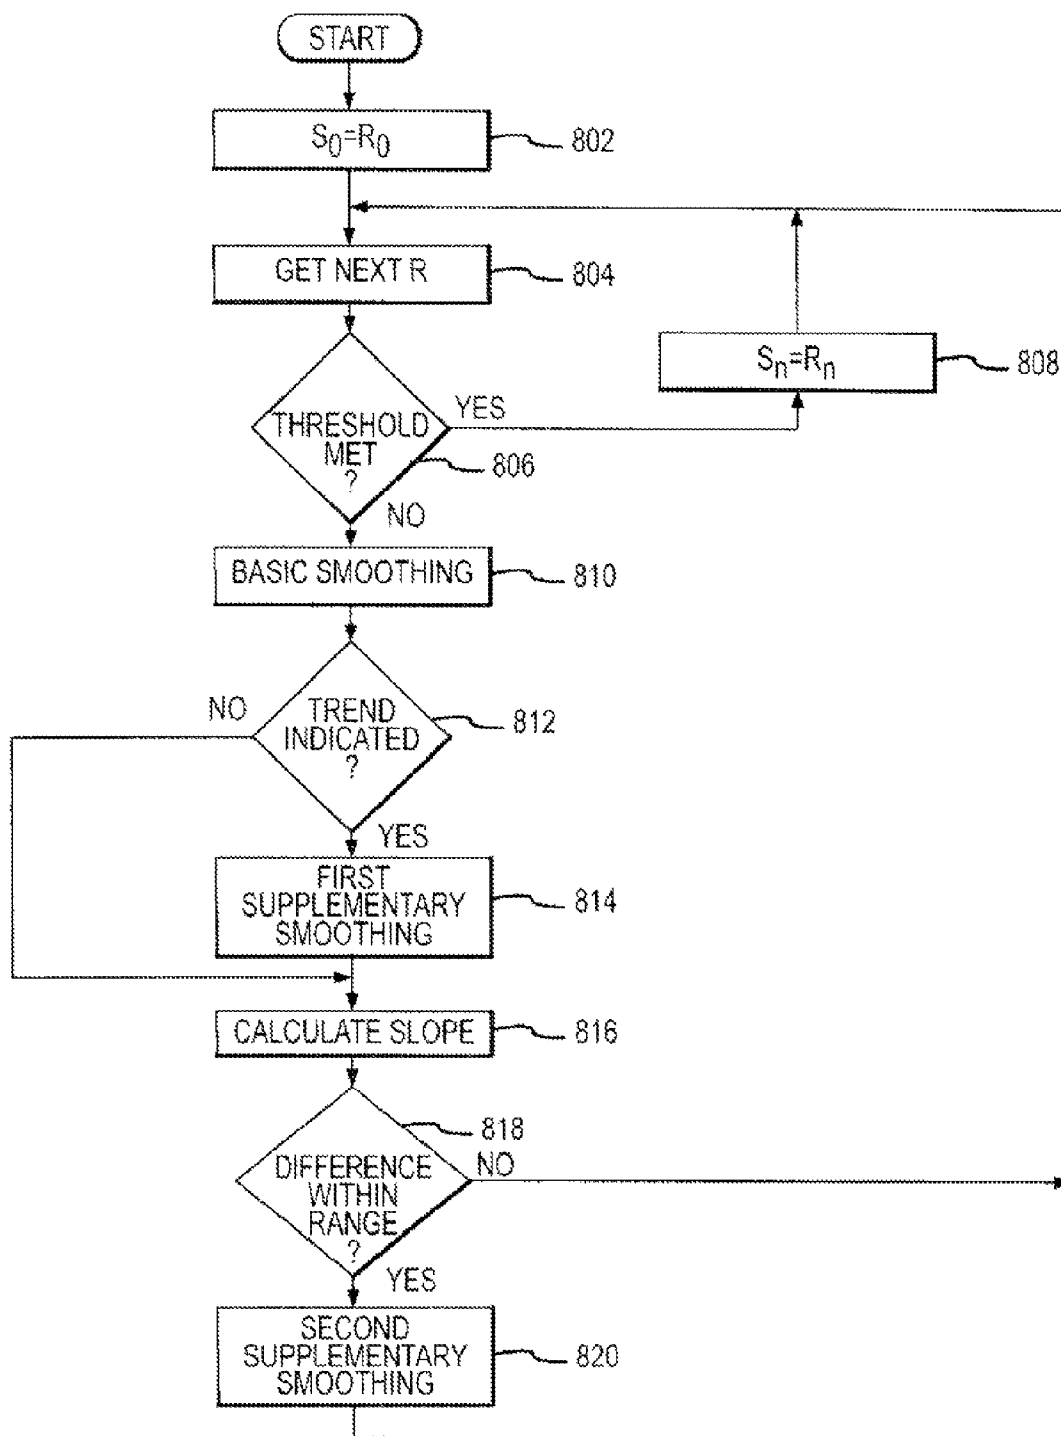 START
S0=R0
802
GET NEXT R
804
Sn=Rn
808
THRESHOLD
MET
?
YES
806
NO
BASIC SMOOTHING
810
TREND
INDICATED
?
NO
812
YES
FIRST
SUPPLEMENTARY
SMOOTHING
814
CALCULATE SLOPE
816
818
DIFFERENCE
WITHIN
RANGE
?
NO
YES
SECOND
SUPPLEMENTARY
SMOOTHING
820